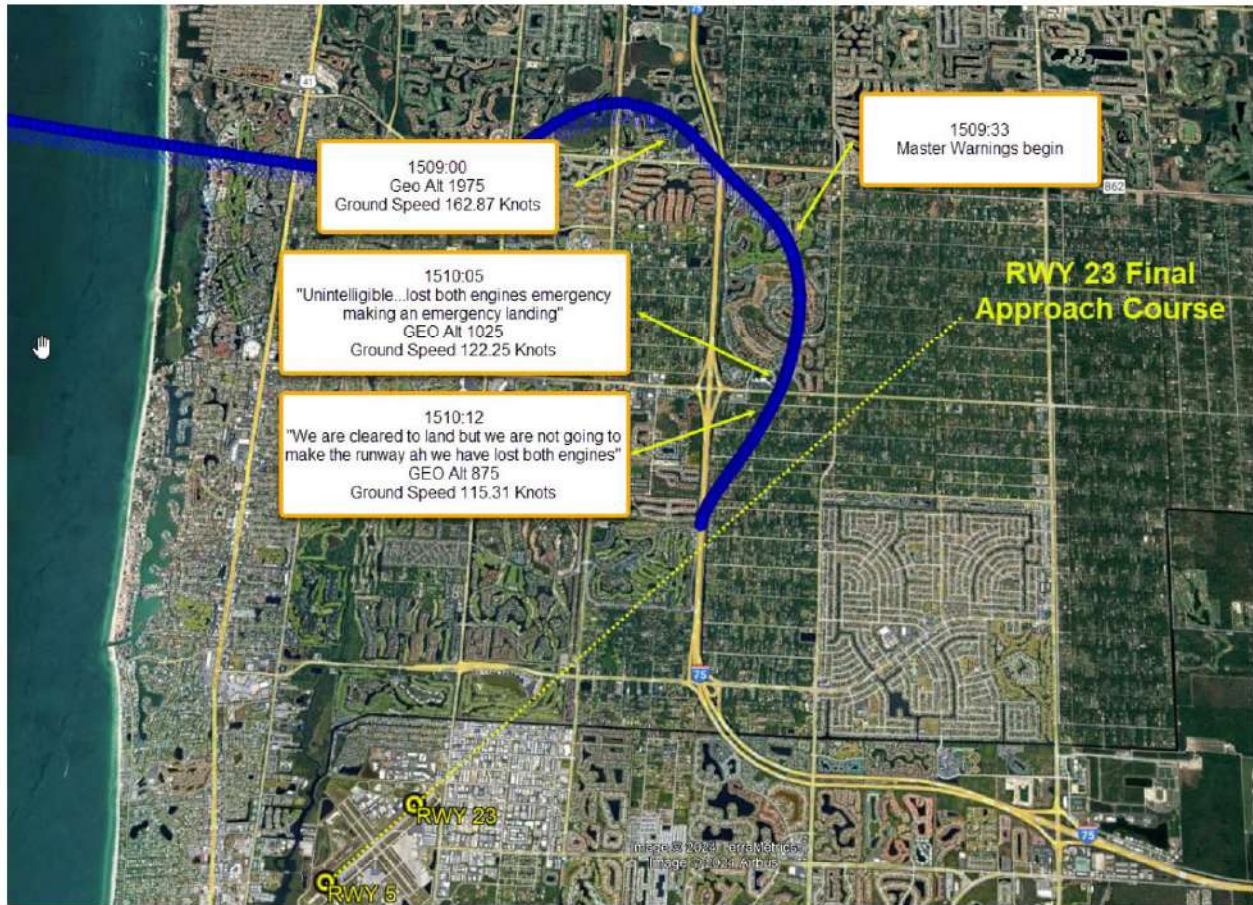 75
41
1509:33
Master Warnings begin
862
1509:00
Geo Alt 1975
Ground Speed 162.87 Knots
1510:05
"Unintelligible...lost both engines emergency
making an emergency landing"
GEO Alt 1025
Ground Speed 122.25 Knots
RWY 23 Final
Approach Course
1510:12
"We are cleared to land but we are not going to
make the runway ah we have lost both engines"
GEO Alt 875
Ground Speed 115.31 Knots
75
RWY 23
75
Image © 2024 TerraMetrics
Image © 2024 Airbus
RWY 5